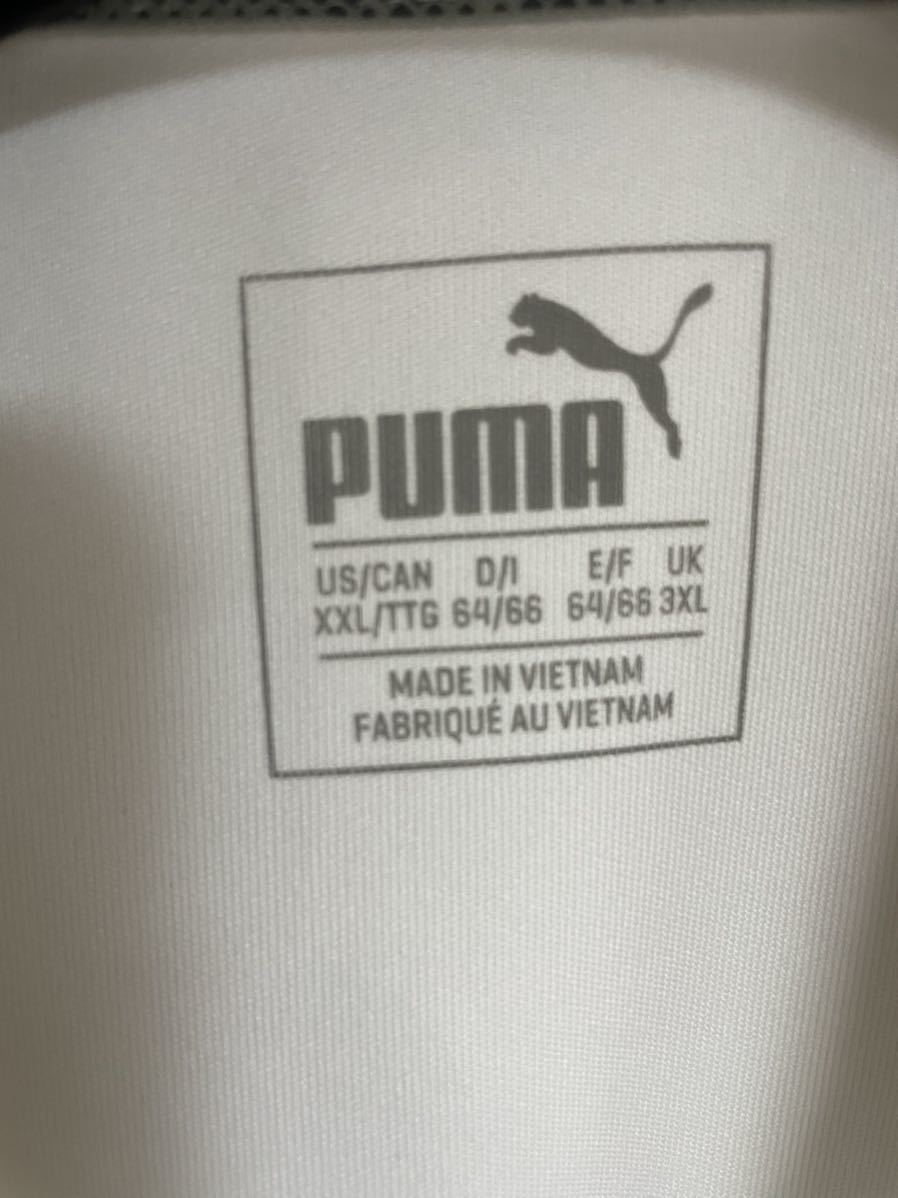 PUMA
US/CAN D/I E/F UK
XXL/TTG 64/66 64/66 3XL
MADE IN VIETNAM
FABRIQUÉ AU VIETNAM